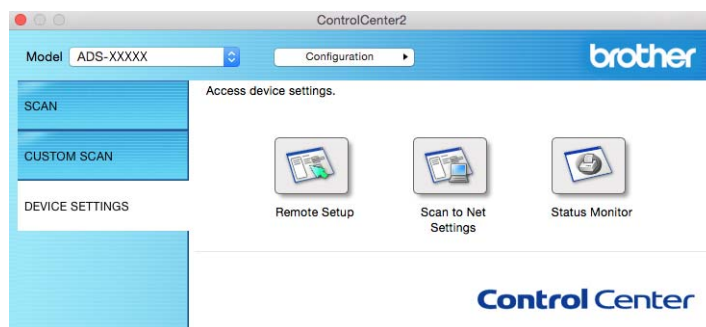 ControlCenter2
Model ADS-XXXXX Configuration brother
SCAN
CUSTOM SCAN
DEVICE SETTINGS
Access device settings.
Remote Setup
Scan to Net
Settings
Status Monitor
Control Center